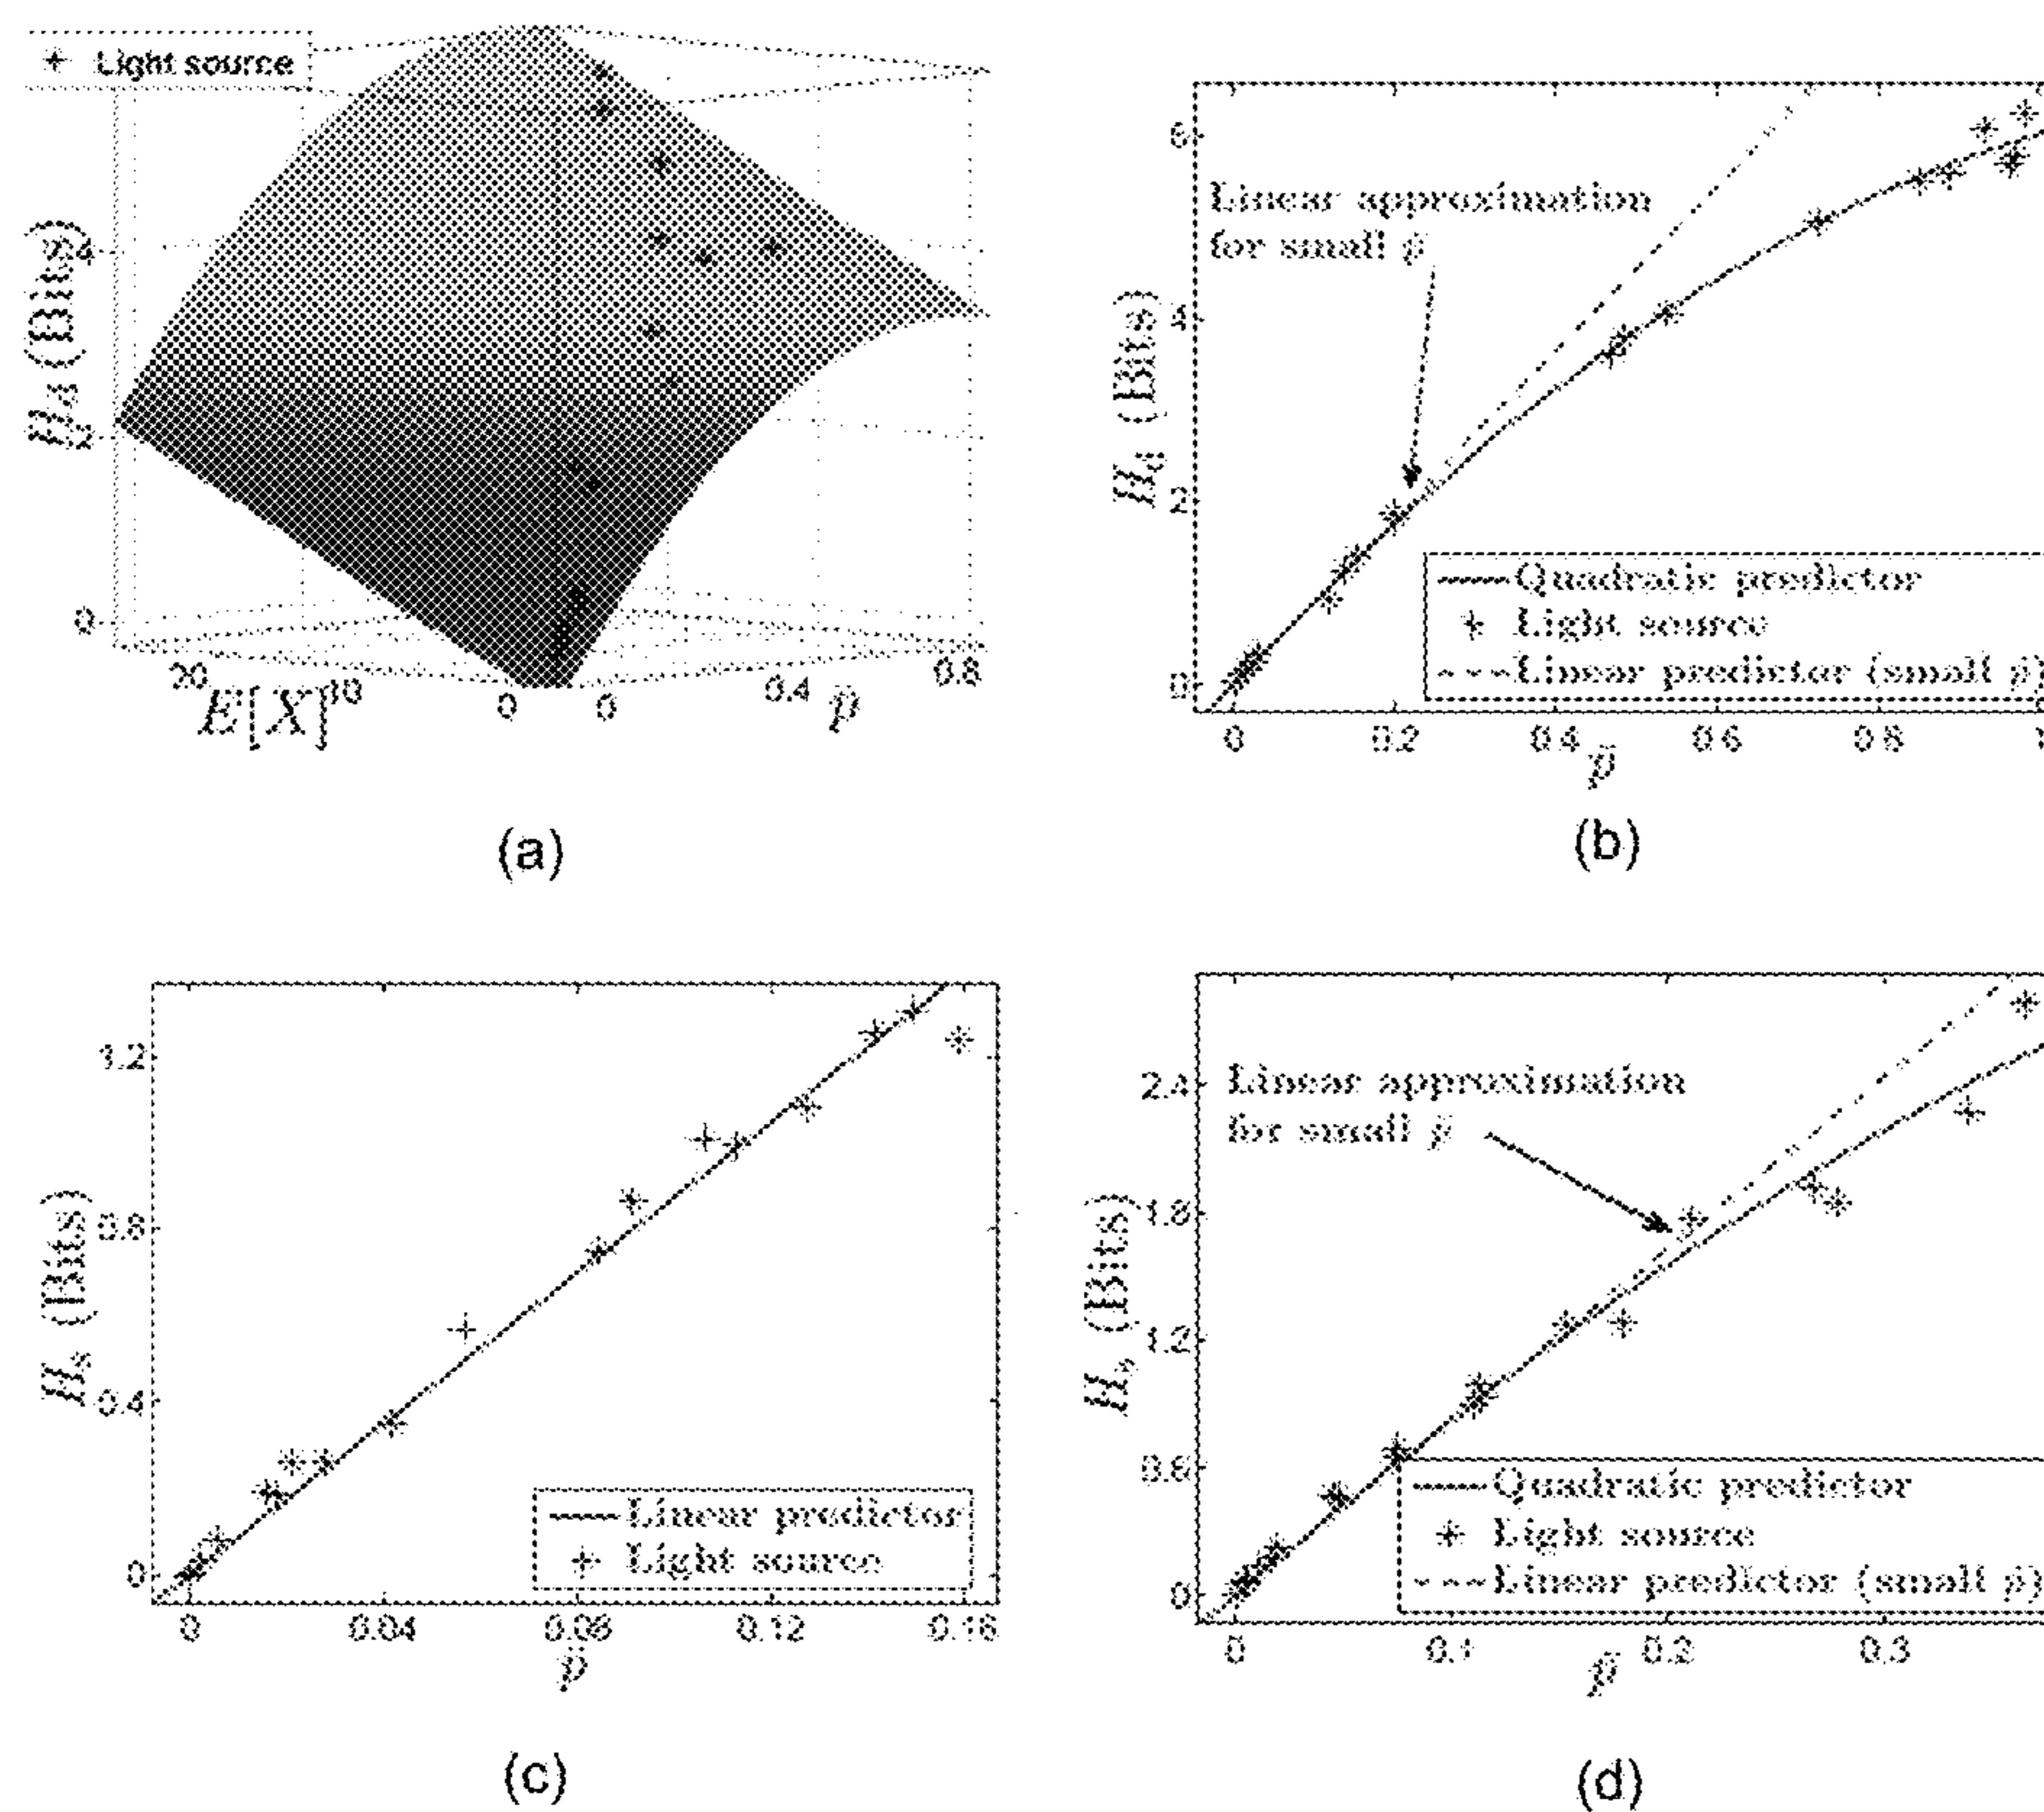 Light source
H_s (Bits)
4
2
0
20
10
0
E[X]
0
0.4
0.8
p̄
(a)
6
4
2
0
H_s (Bits)
Linear approximation
for small p̄
Quadratic predictor
Light source
Linear predictor (small p̄)
0
0.2
0.4
0.6
0.8
p̄
(b)
1.2
0.8
0.4
0
H_s (Bits)
Linear predictor
Light source
0
0.04
0.08
0.12
0.16
p̄
(c)
2.4
1.8
1.2
0.6
0
H_s (Bits)
Linear approximation
for small p̄
Quadratic predictor
Light source
Linear predictor (small p̄)
0
0.1
0.2
0.3
p̄
(d)